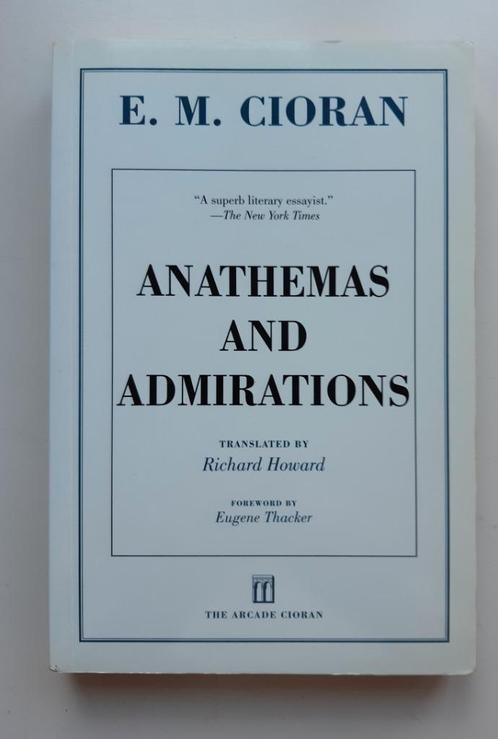 E. M. CIORAN
“A superb literary essayist.”
—The New York Times
ANATHEMAS
AND
ADMIRATIONS
TRANSLATED BY
Richard Howard
FOREWORD BY
Eugene Thacker
THE ARCADE CIORAN